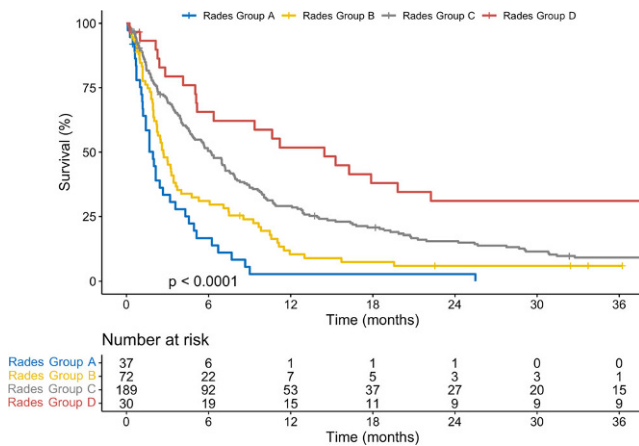 Rades Group A Rades Group B Rades Group C Rades Group D
100
75
50
25
0
Survival (%)
p < 0.0001
0 6 12 18 24 30 36
Time (months)
Number at risk
Rades Group A 37 6 1 1 1 0 0
Rades Group B 72 22 7 5 3 3 1
Rades Group C 189 92 53 37 27 20 15
Rades Group D 30 19 15 11 9 9 9
0 6 12 18 24 30 36
Time (months)